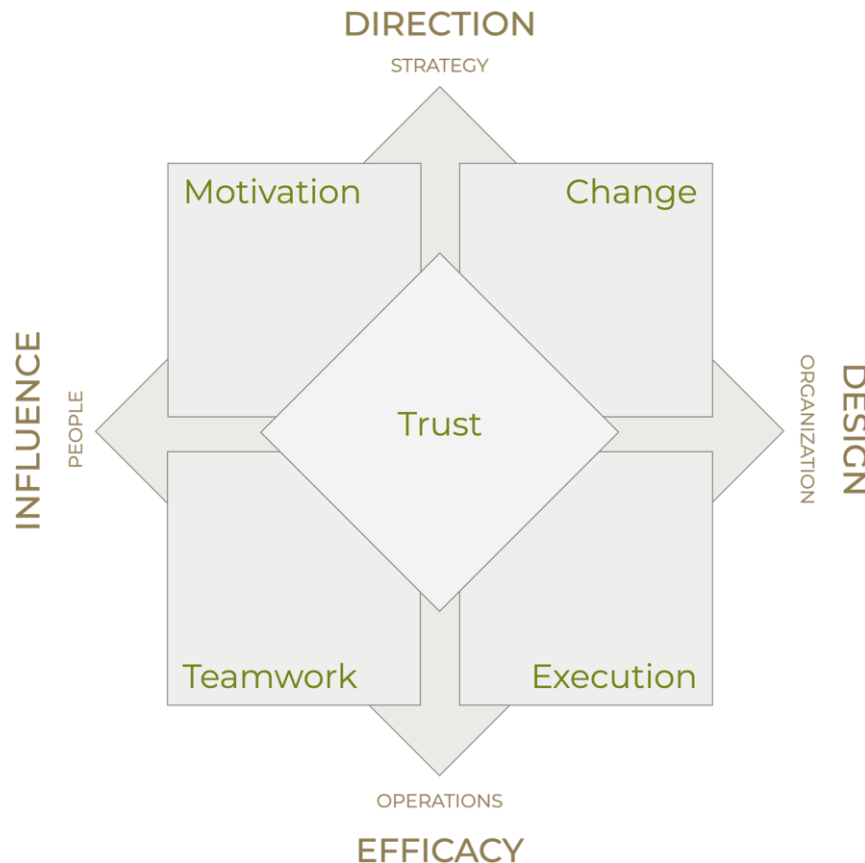 DIRECTION
STRATEGY
Motivation
Change
INFLUENCE
PEOPLE
Trust
ORGANIZATION
DESIGN
Teamwork
Execution
OPERATIONS
EFFICACY